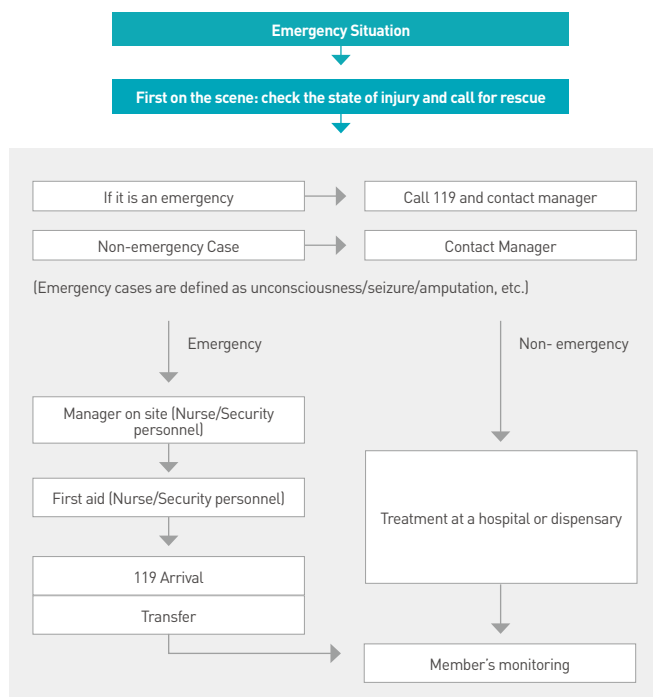 Emergency Situation
First on the scene: check the state of injury and call for rescue
If it is an emergency
Call 119 and contact manager
Non-emergency Case
Contact Manager
(Emergency cases are defined as unconsciousness/seizure/amputation, etc.)
Emergency
Non- emergency
Manager on site (Nurse/Security
personnel)
First aid (Nurse/Security personnel)
Treatment at a hospital or dispensary
119 Arrival
Transfer
Member's monitoring